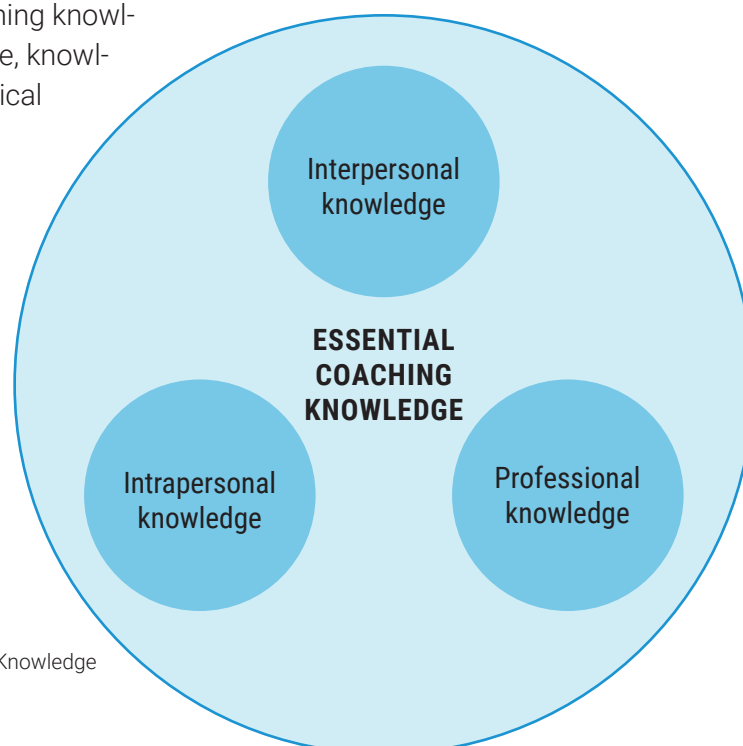 ning knowl-
e, knowl-
ical
Interpersonal
knowledge
ESSENTIAL
COACHING
KNOWLEDGE
Intrapersonal
knowledge
Professional
knowledge
Knowledge